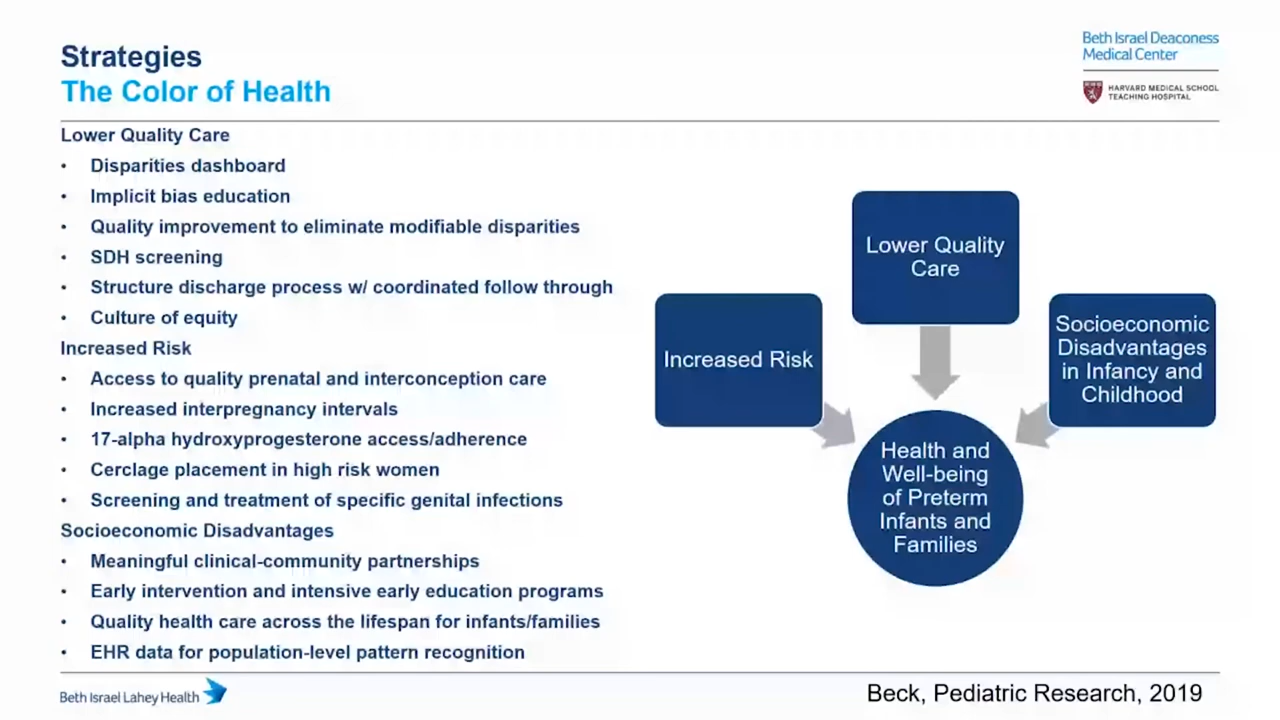 Strategies
The Color of Health
Beth Israel Deaconess
Medical Center
HARVARD MEDICAL SCHOOL
TEACHING HOSPITAL
Lower Quality Care
• Disparities dashboard
• Implicit bias education
• Quality improvement to eliminate modifiable disparities
• SDH screening
• Structure discharge process w/ coordinated follow through
• Culture of equity
Increased Risk
• Access to quality prenatal and interconception care
• Increased interpregnancy intervals
• 17-alpha hydroxyprogesterone access/adherence
• Cerclage placement in high risk women
• Screening and treatment of specific genital infections
Socioeconomic Disadvantages
• Meaningful clinical-community partnerships
• Early intervention and intensive early education programs
• Quality health care across the lifespan for infants/families
• EHR data for population-level pattern recognition
Lower Quality
Care
Increased Risk
Socioeconomic
Disadvantages
in Infancy and
Childhood
Health and
Well-being
of Preterm
Infants and
Families
Beth Israel Lahey Health
Beck, Pediatric Research, 2019